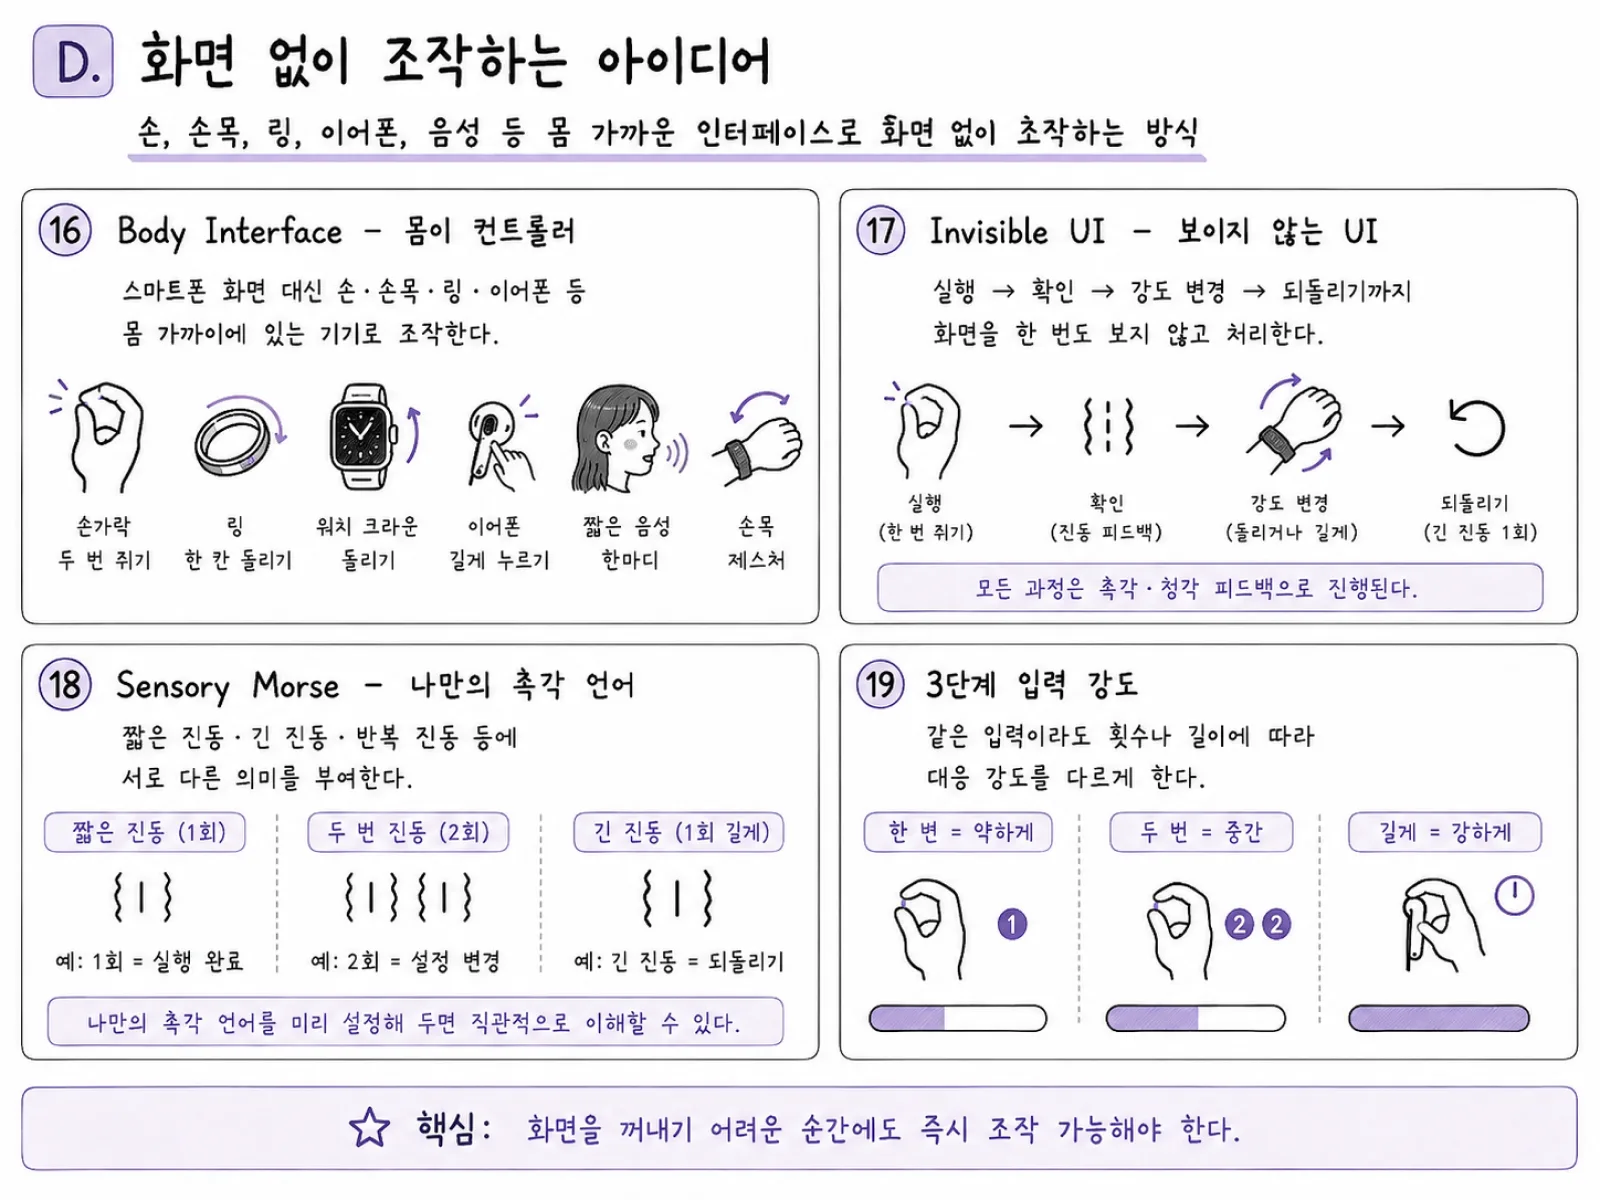 D. 화면 없이 조작하는 아이디어
손, 손목, 링, 이어폰, 음성 등 몸 가까운 인터페이스로 화면 없이 초작하는 방식
16 Body Interface – 몸이 컨트롤러
스마트폰 화면 대신 손·손목·링·이어폰 등
몸 가까이에 있는 기기로 조작한다.
손가락
두 번 쥐기
링
한 칸 돌리기
워치 크라운
돌리기
이어폰
길게 누르기
짧은 음성
한마디
손목
제스처
17 Invisible UI – 보이지 않는 UI
실행 → 확인 → 강도 변경 → 되돌리기까지
화면을 한 번도 보지 않고 처리한다.
실행
(한 번 쥐기)
확인
(진동 피드백)
강도 변경
(돌리거나 길게)
되돌리기
(긴 진동 1회)
모든 과정은 촉각·청각 피드백으로 진행된다.
18 Sensory Morse – 나만의 촉각 언어
짧은 진동·긴 진동·반복 진동 등에
서로 다른 의미를 부여한다.
짧은 진동 (1회)
예: 1회 = 실행 완료
두 번 진동 (2회)
예: 2회 = 설정 변경
긴 진동 (1회 길게)
예: 긴 진동 = 되돌리기
나만의 촉각 언어를 미리 설정해 두면 직관적으로 이해할 수 있다.
19 3단계 입력 강도
같은 입력이라도 횟수나 길이에 따라
대응 강도를 다르게 한다.
한 변 = 약하게
1
두 번 = 중간
2 2
길게 = 강하게
핵심: 화면을 꺼내기 어려운 순간에도 즉시 조작 가능해야 한다.